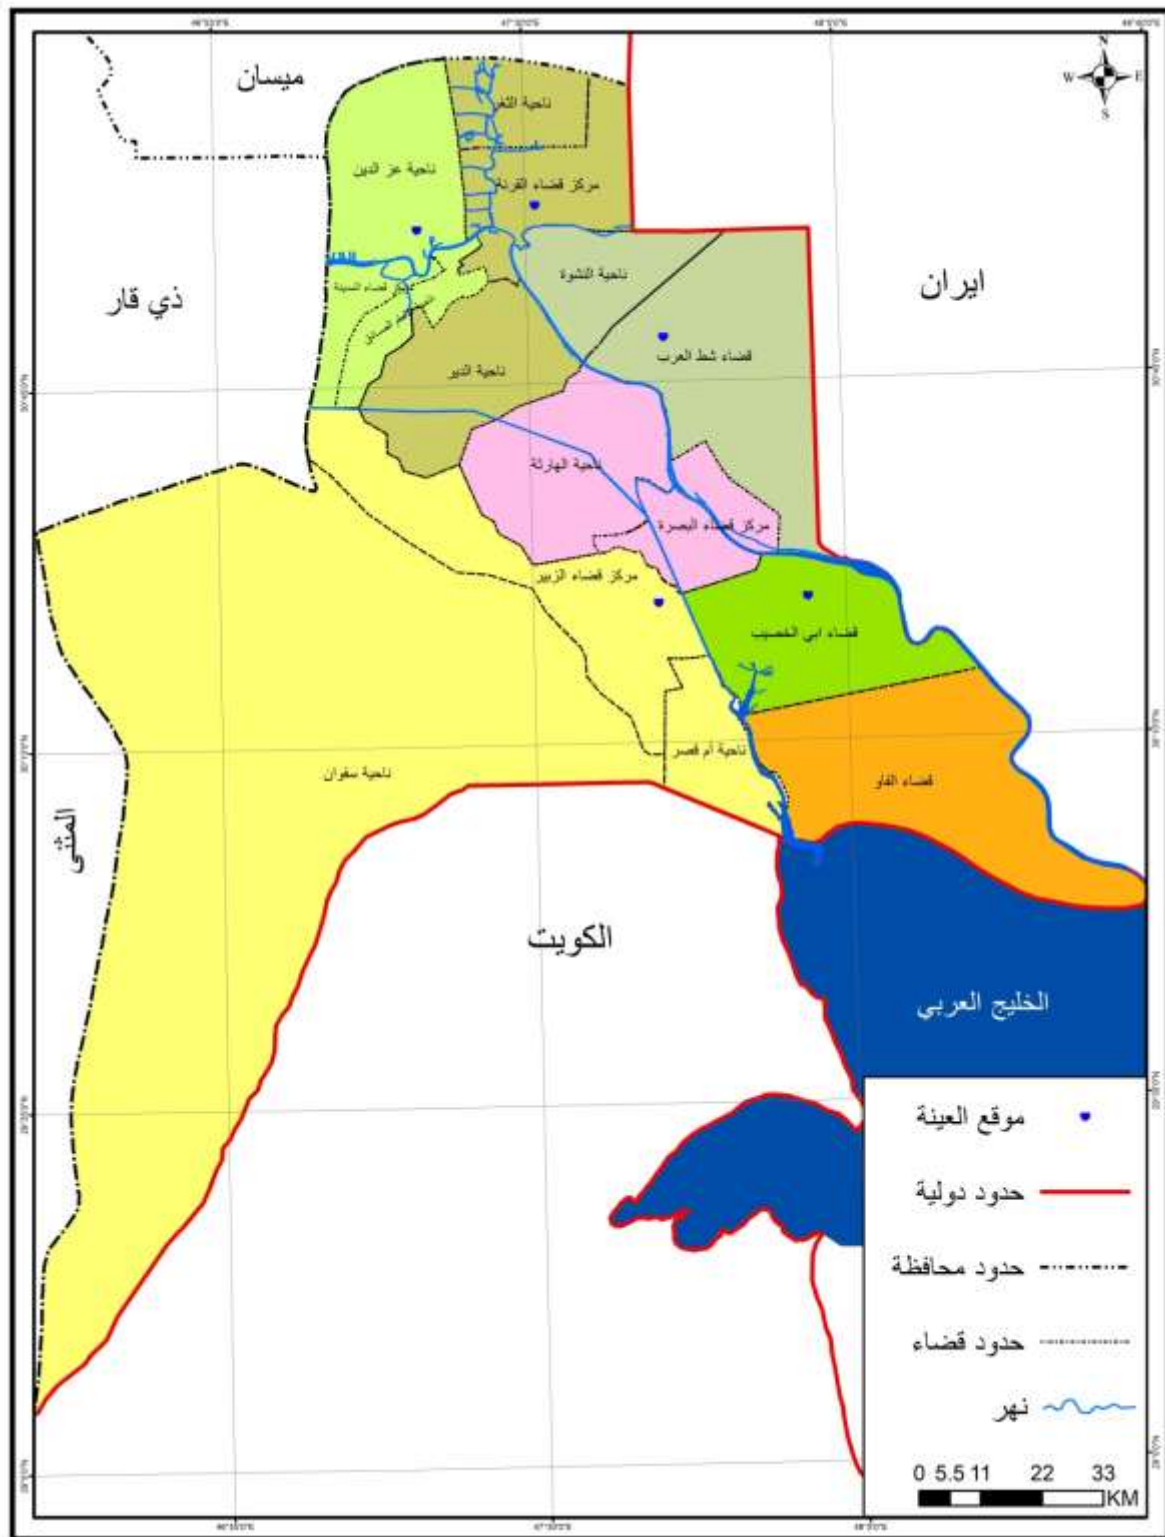 N
W E
S
ميسان
ناحية الثغر
ناحية عز الدين
مركز قضاء القرنة
ايران
ذي قار
ناحية النشوة
قضاء شط العرب
ناحية الدير
ناحية الهارثة
مركز قضاء البصرة
مركز قضاء الزبير
قضاء ابي الخصيب
ناحية أم قصر
ناحية سفوان
قضاء الفاو
المثنى
الكويت
الخليج العربي
موقع العينة
حدود دولية
حدود محافظة
حدود قضاء
نهر
0 5.5 11 22 33
KM